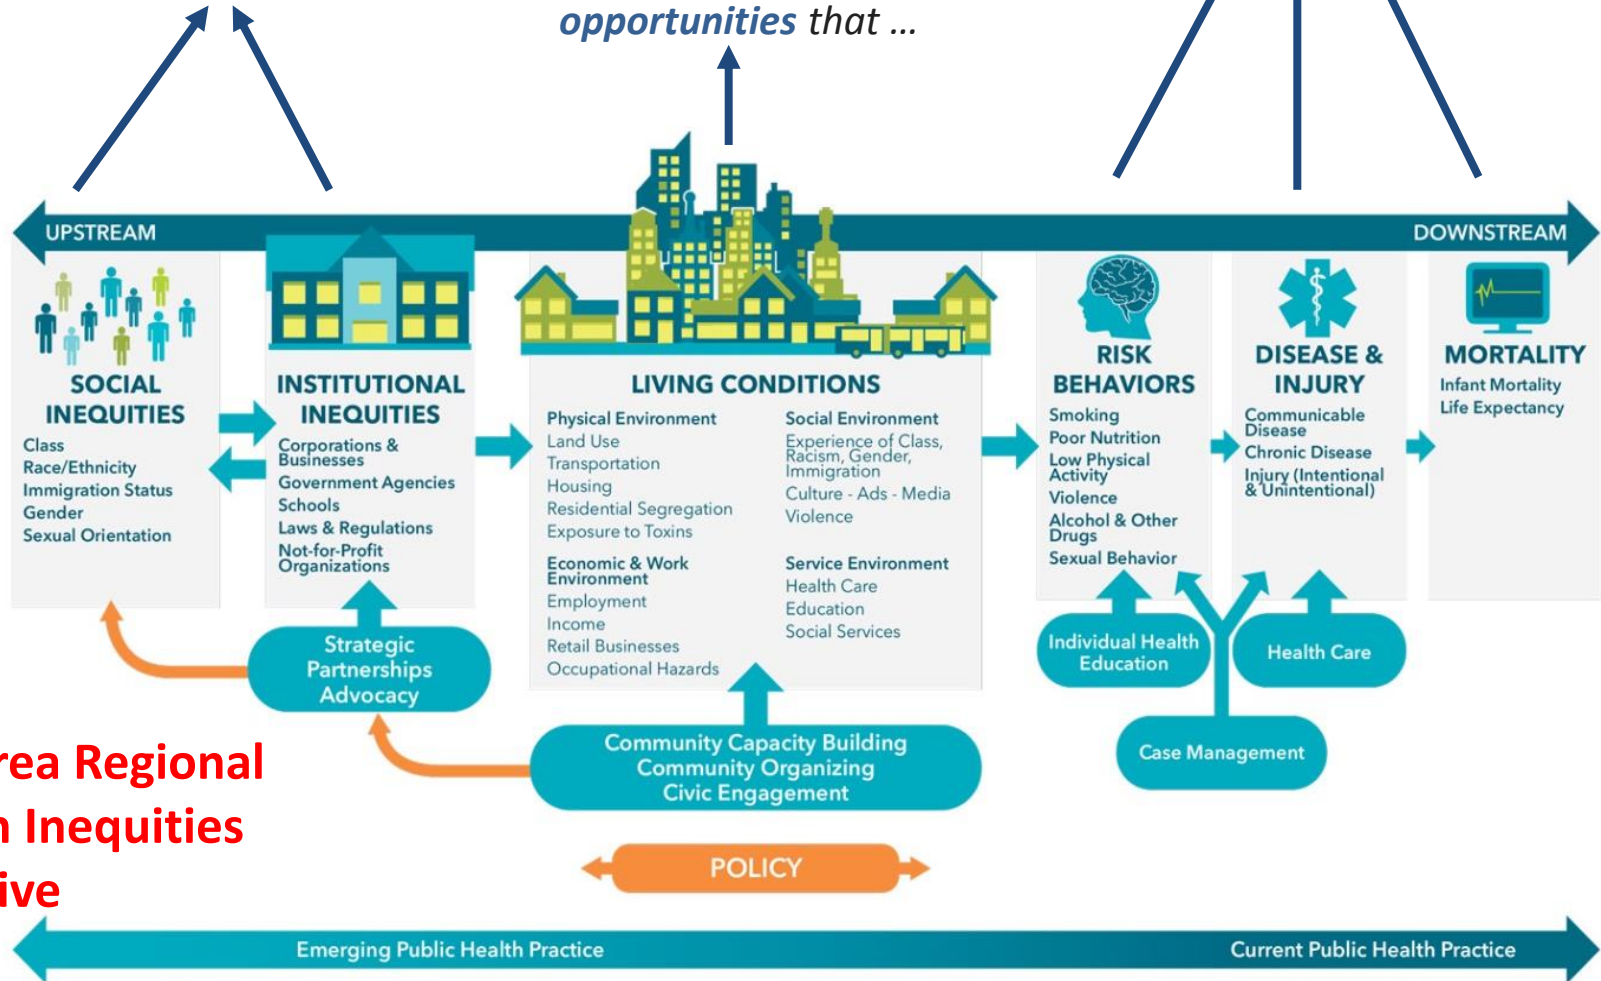 opportunities that ...
UPSTREAM
DOWNSTREAM
SOCIAL
INEQUITIES
Class
Race/Ethnicity
Immigration Status
Gender
Sexual Orientation
INSTITUTIONAL
INEQUITIES
Corporations &
Businesses
Government Agencies
Schools
Laws & Regulations
Not-for-Profit
Organizations
Strategic
Partnerships
Advocacy
LIVING CONDITIONS
Physical Environment
Land Use
Transportation
Housing
Residential Segregation
Exposure to Toxins
Economic & Work
Environment
Employment
Income
Retail Businesses
Occupational Hazards
Social Environment
Experience of Class,
Racism, Gender,
Immigration
Culture - Ads - Media
Violence
Service Environment
Health Care
Education
Social Services
Community Capacity Building
Community Organizing
Civic Engagement
RISK
BEHAVIORS
Smoking
Poor Nutrition
Low Physical
Activity
Violence
Alcohol & Other
Drugs
Sexual Behavior
Individual Health
Education
DISEASE &
INJURY
Communicable
Disease
Chronic Disease
Injury (Intentional
& Unintentional)
Health Care
Case Management
MORTALITY
Infant Mortality
Life Expectancy
rea Regional
Inequities
ive
POLICY
Emerging Public Health Practice
Current Public Health Practice